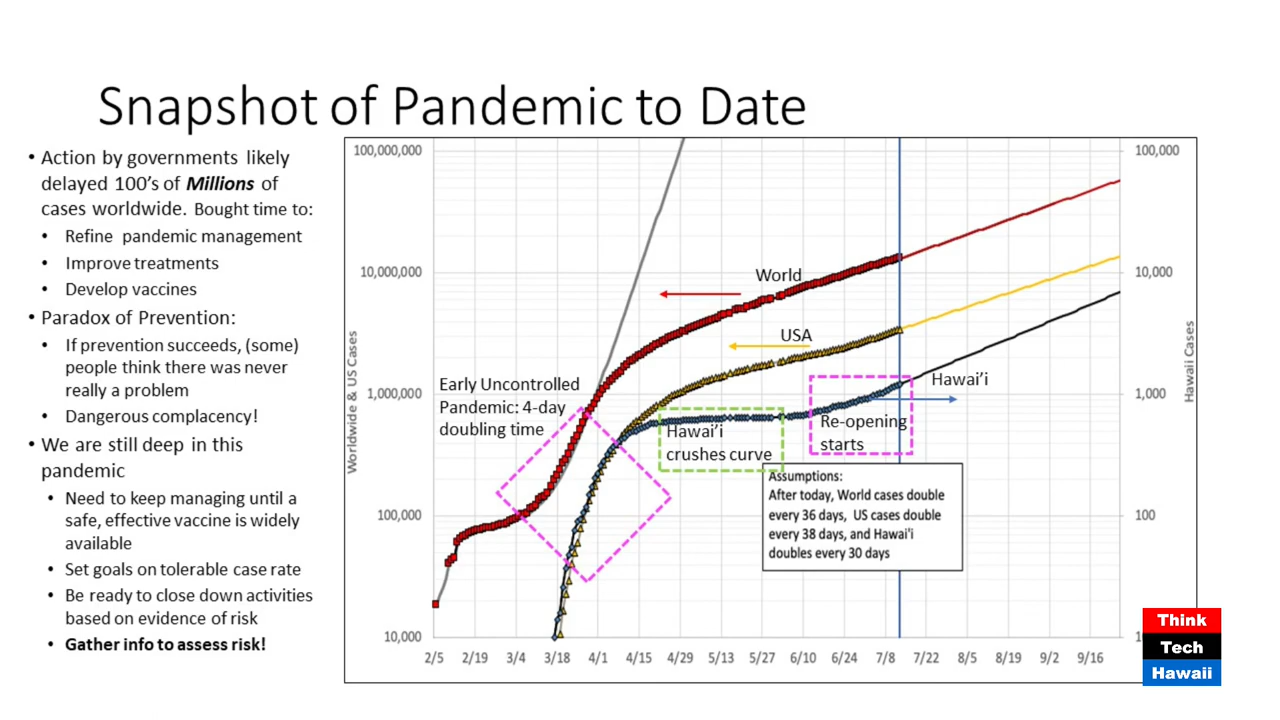 Snapshot of Pandemic to Date
• Action by governments likely
delayed 100's of Millions of
cases worldwide. Bought time to:
• Refine pandemic management
• Improve treatments
• Develop vaccines
• Paradox of Prevention:
• If prevention succeeds, (some)
people think there was never
really a problem
• Dangerous complacency!
• We are still deep in this
pandemic
• Need to keep managing until a
safe, effective vaccine is widely
available
• Set goals on tolerable case rate
• Be ready to close down activities
based on evidence of risk
• Gather info to assess risk!
Worldwide & US Cases
100,000,000
10,000,000
1,000,000
100,000
10,000
World
USA
Early Uncontrolled
Pandemic: 4-day
doubling time
Hawai'i
crushes curve
Re-opening
starts
Hawai'i
Assumptions:
After today, World cases double
every 36 days, US cases double
every 38 days, and Hawai'i
doubles every 30 days
100,000
10,000
1,000
100
Hawaii Cases
2/5 2/19 3/4 3/18 4/1 4/15 4/29 5/13 5/27 6/10 6/24 7/8 7/22 8/5 8/19 9/2 9/16
Think
Tech
Hawaii